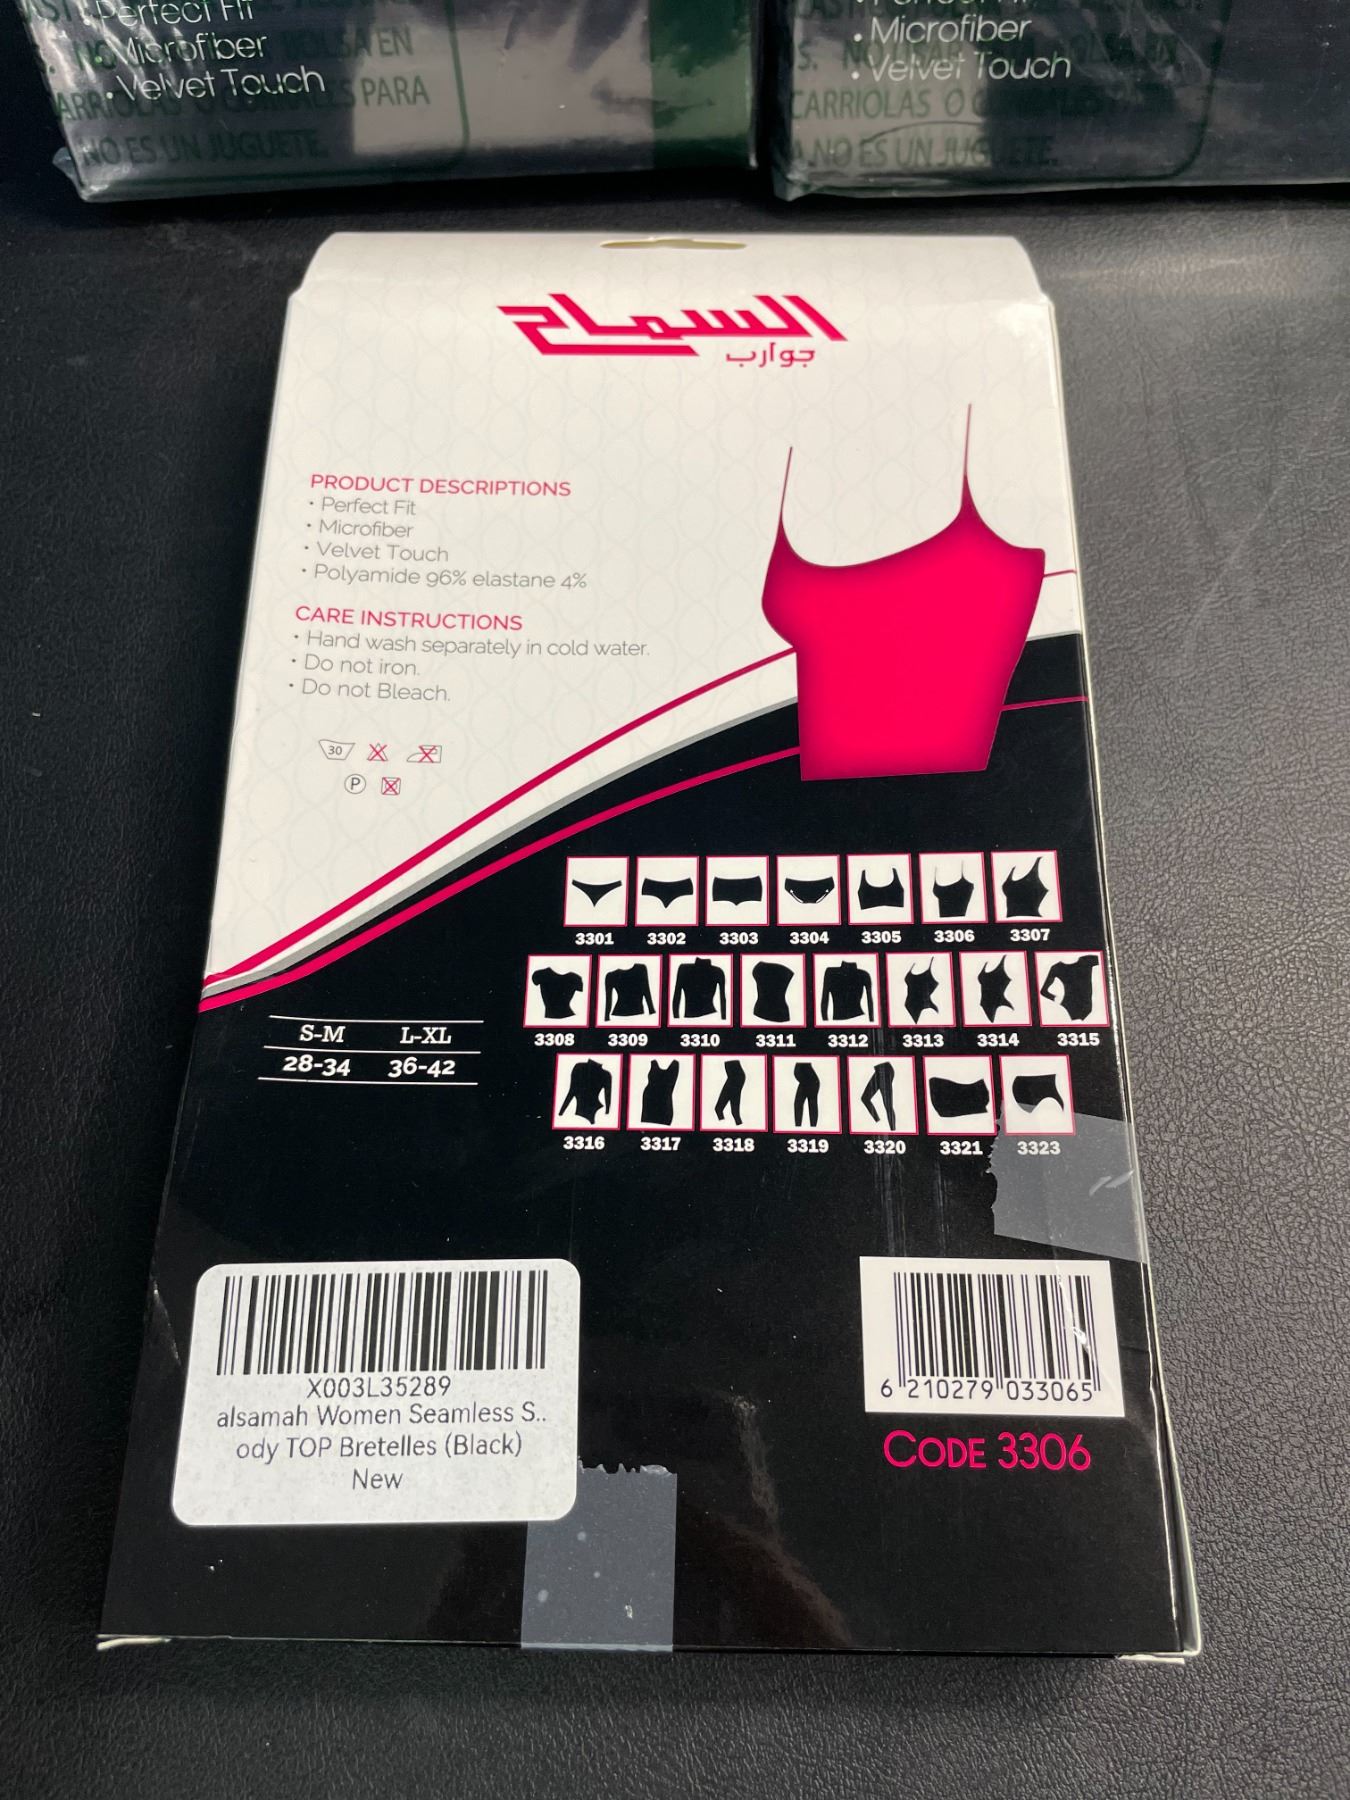 Perfect Fit
NO
BOLSA EN
• Microfiber
PARA
• Velvet Touch
NO ES UN JUGUETE.
• Microfiber
• Velvet Touch
CARRIOLAS O
NO ES UN JUGUETE.
السماح
جوارب
PRODUCT DESCRIPTIONS
• Perfect Fit
• Microfiber
• Velvet Touch
• Polyamide 96% elastane 4%
CARE INSTRUCTIONS
• Hand wash separately in cold water.
• Do not iron.
• Do not Bleach.
30
P
3301 3302 3303 3304 3305 3306 3307
3308 3309 3310 3311 3312 3313 3314 3315
3316 3317 3318 3319 3320 3321 3323
S-M L-XL
28-34 36-42
X003L35289
alsamah Women Seamless S..
ody TOP Bretelles (Black)
New
6 210279 033065
CODE 3306